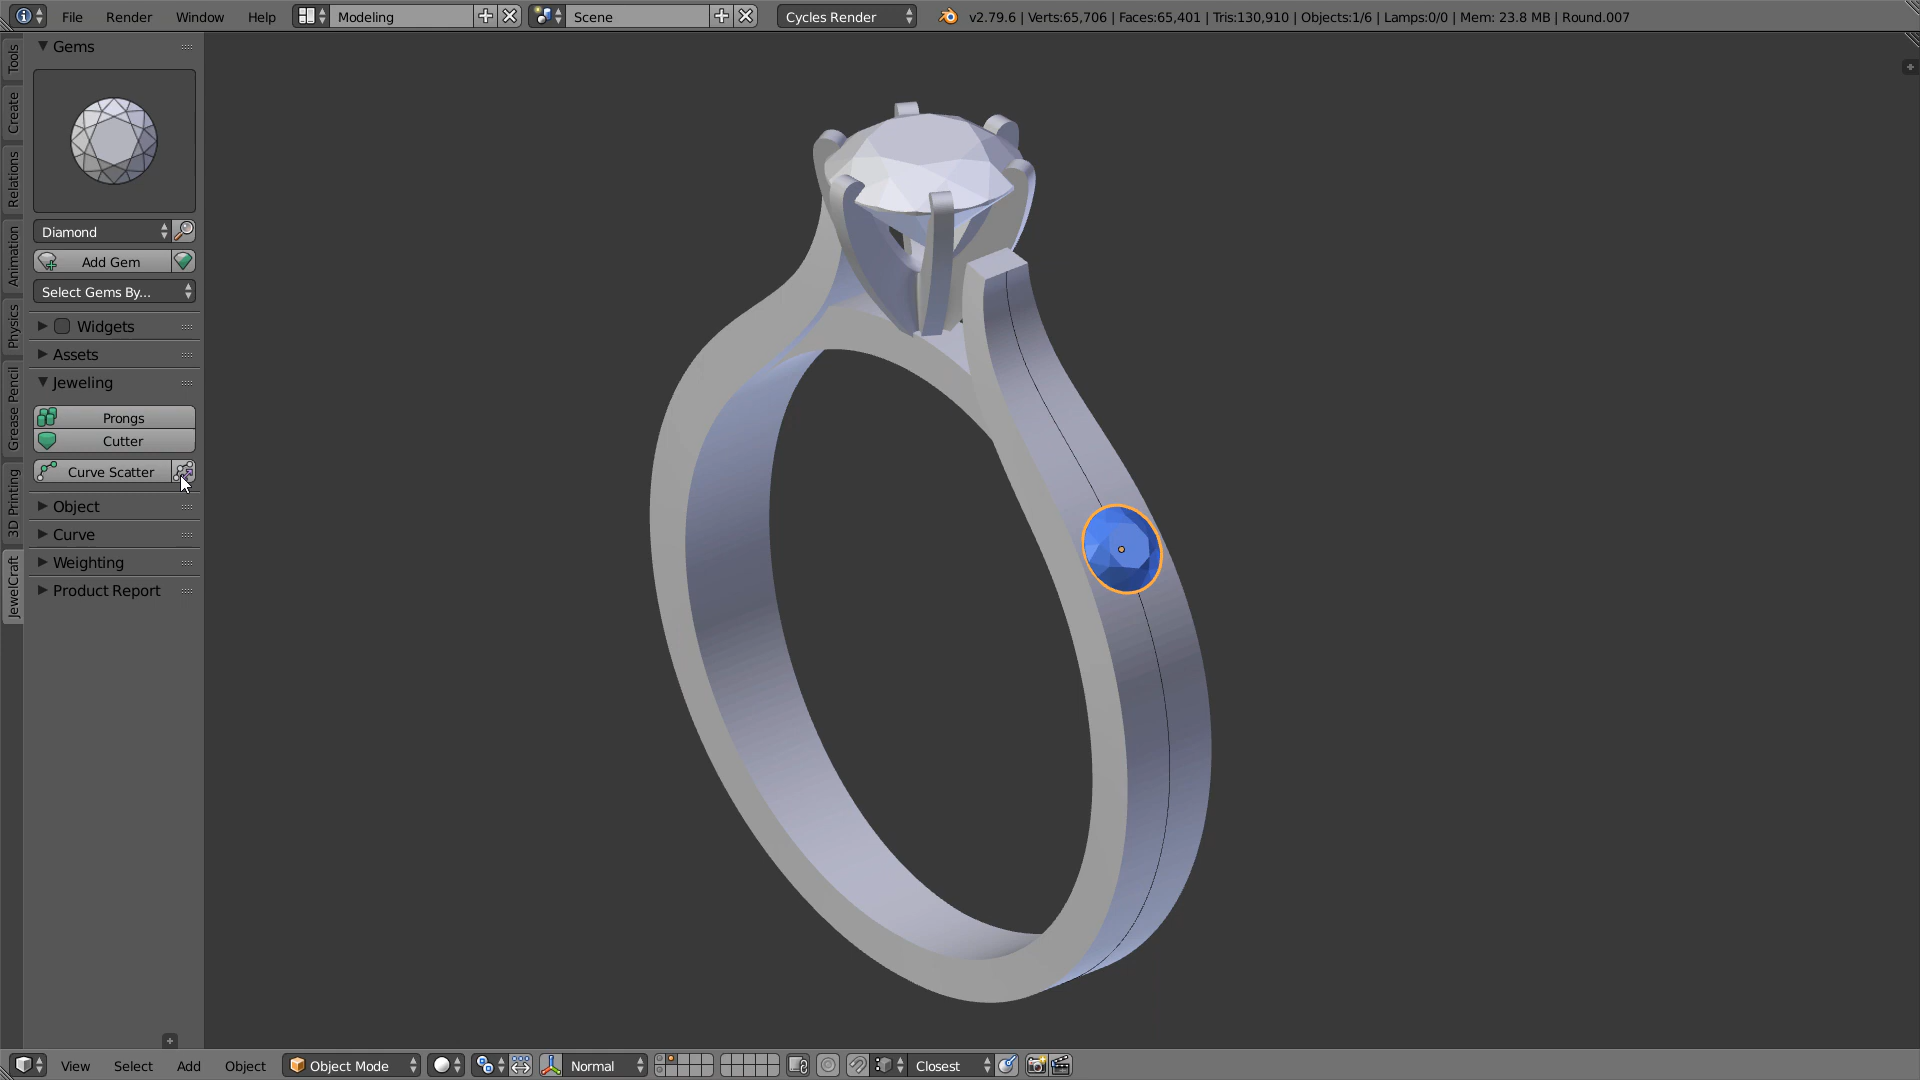 File Render Window Help Modeling Scene Cycles Render v2.79.6 | Verts:65,706 | Faces:65,401 | Tris:130,910 | Objects:1/6 | Lamps:0/0 | Mem: 23.8 MB | Round.007
Tools
Create
Relations
Animation
Physics
Grease Pencil
3D Printing
JewelCraft
Gems
Diamond
Add Gem
Select Gems By...
Widgets
Assets
Jeweling
Prongs
Cutter
Curve Scatter
Object
Curve
Weighting
Product Report
View Select Add Object Object Mode Normal Closest